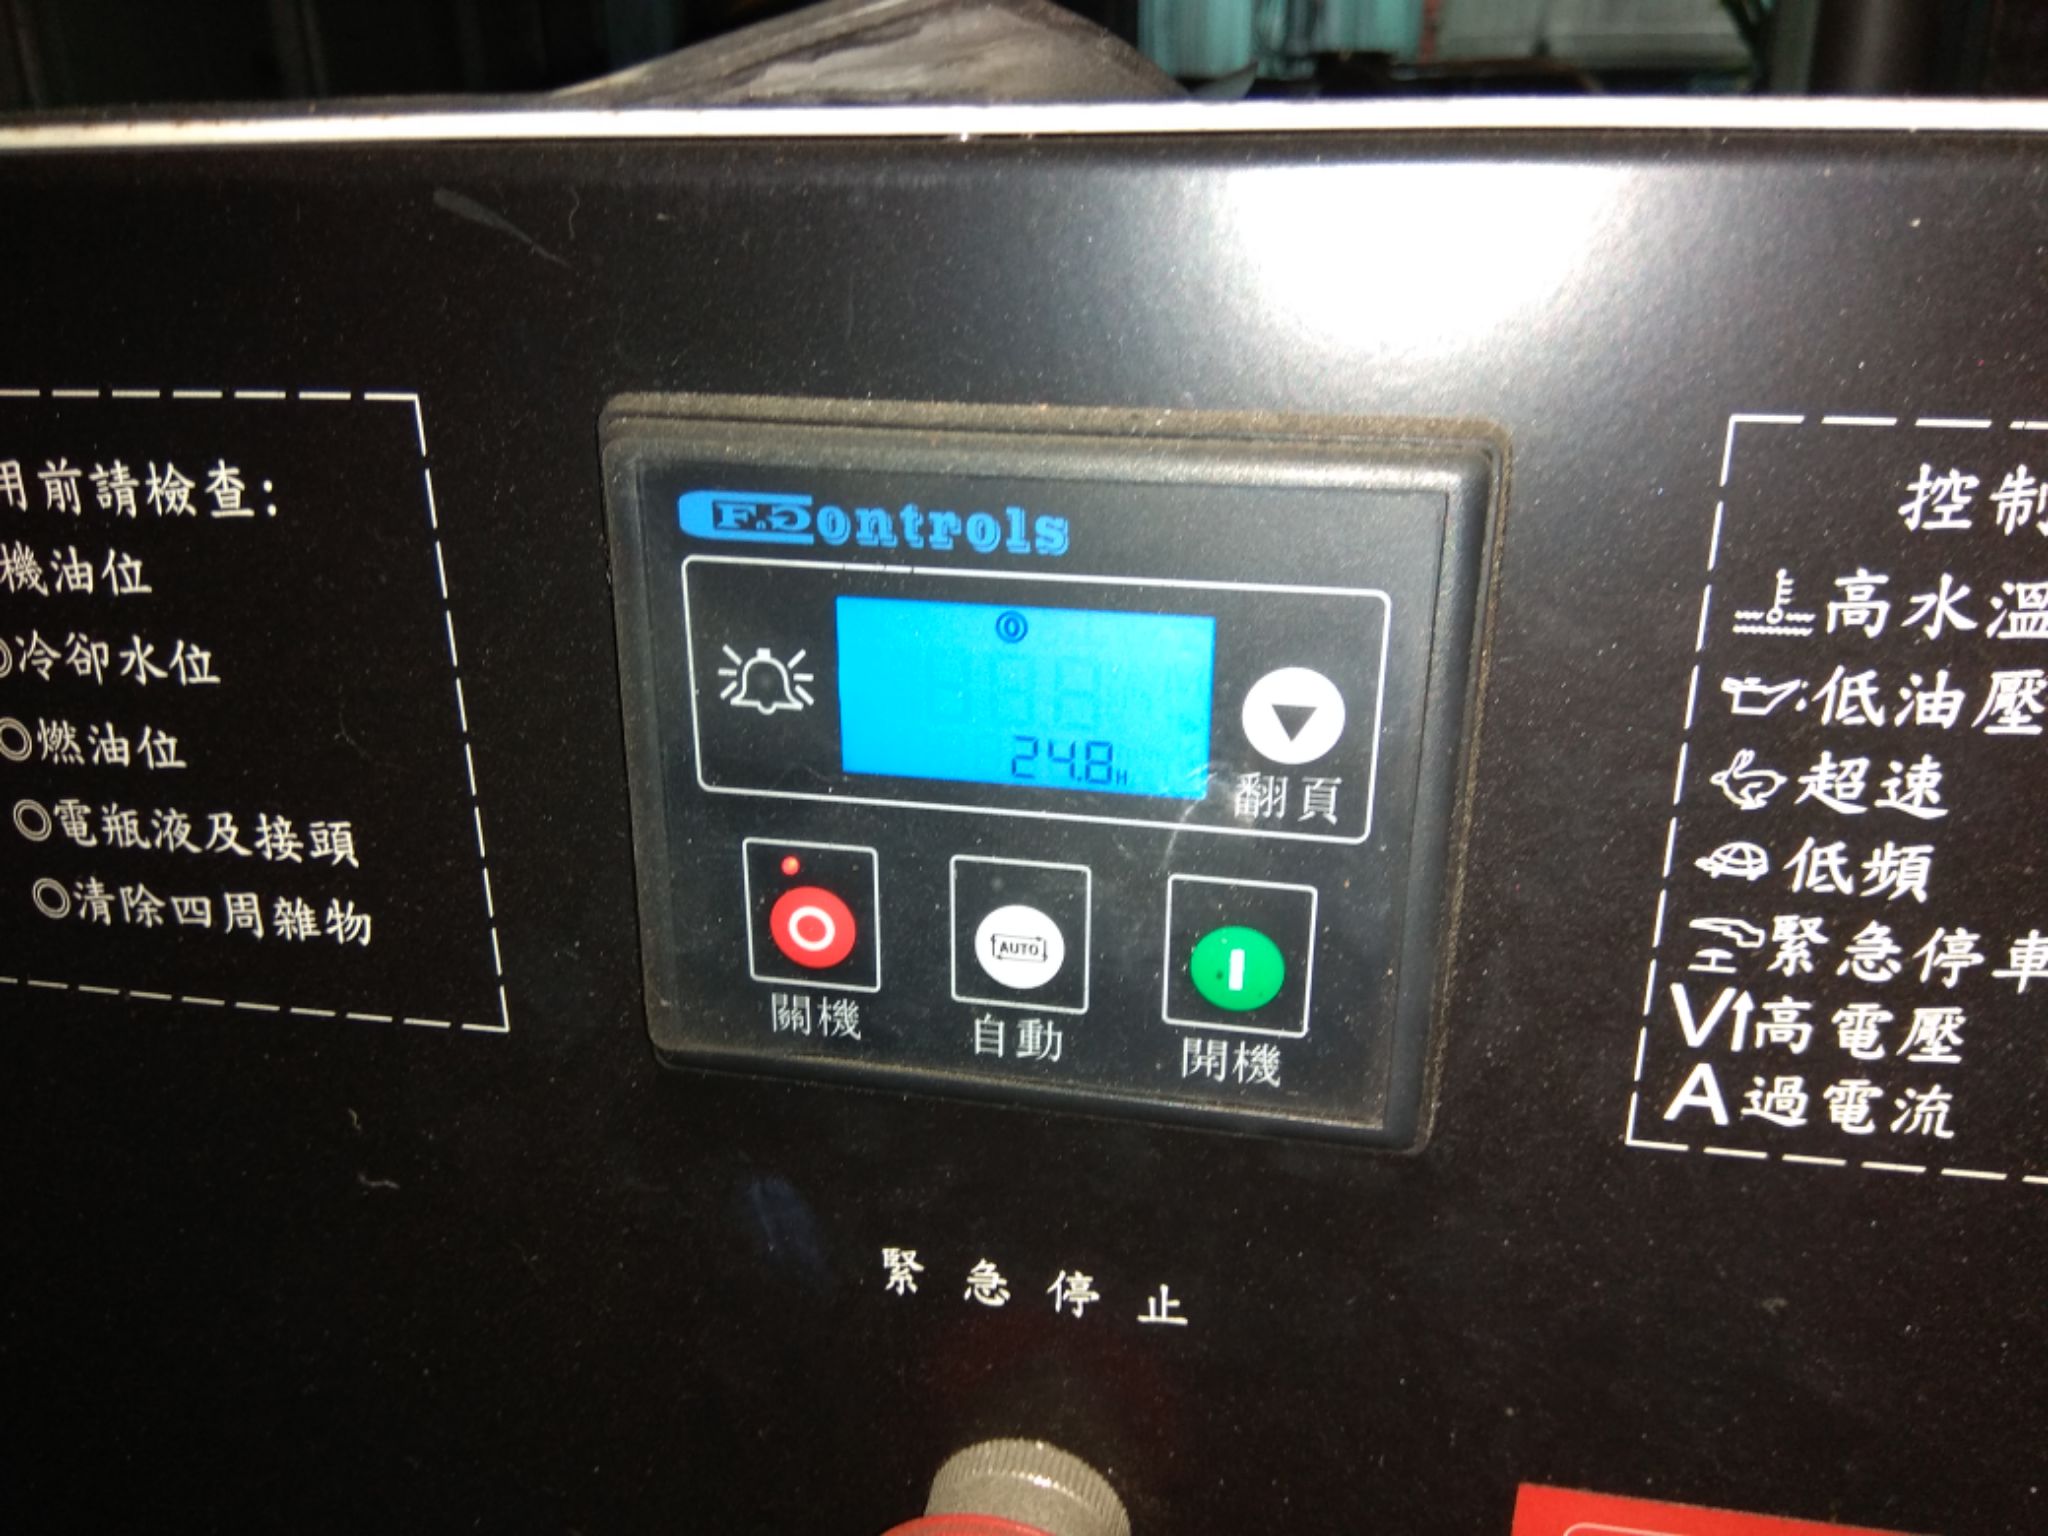 用前請檢查:
機油位
◎冷卻水位
◎燃油位
◎電瓶液及接頭
◎清除四周雜物
F.G Controls
24.8H
翻頁
AUTO
關機
自動
開機
緊急停止
控制
高水溫
低油壓
超速
低頻
緊急停車
V↑高電壓
A 過電流